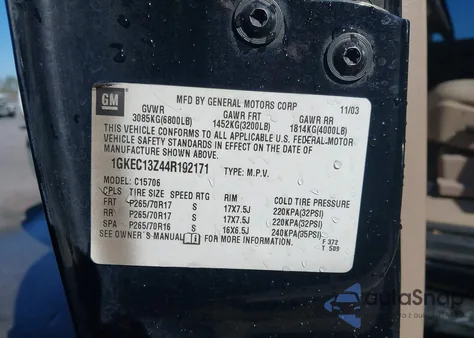 GM
MFD BY GENERAL MOTORS CORP 11/03
GVWR GAWR FRT GAWR RR
3085KG(6800LB) 1452KG(3200LB) 1814KG(4000LB)
THIS VEHICLE CONFORMS TO ALL APPLICABLE U.S. FEDERAL MOTOR
VEHICLE SAFETY STANDARDS IN EFFECT ON THE DATE OF
MANUFACTURE SHOWN ABOVE.
1GKEC13Z44R192171 TYPE: M.P.V.
MODEL: C15706
CPLS TIRE SIZE SPEED RTG RIM COLD TIRE PRESSURE
FRT P265/70R17 S 17X7.5J 220KPA(32PSI)
RR P265/70R17 S 17X7.5J 220KPA(32PSI)
SPA P265/70R16 S 16X6.5J 240KPA(35PSI)
SEE OWNER'S MANUAL FOR MORE INFORMATION.
F 372
T 509
autaSnap